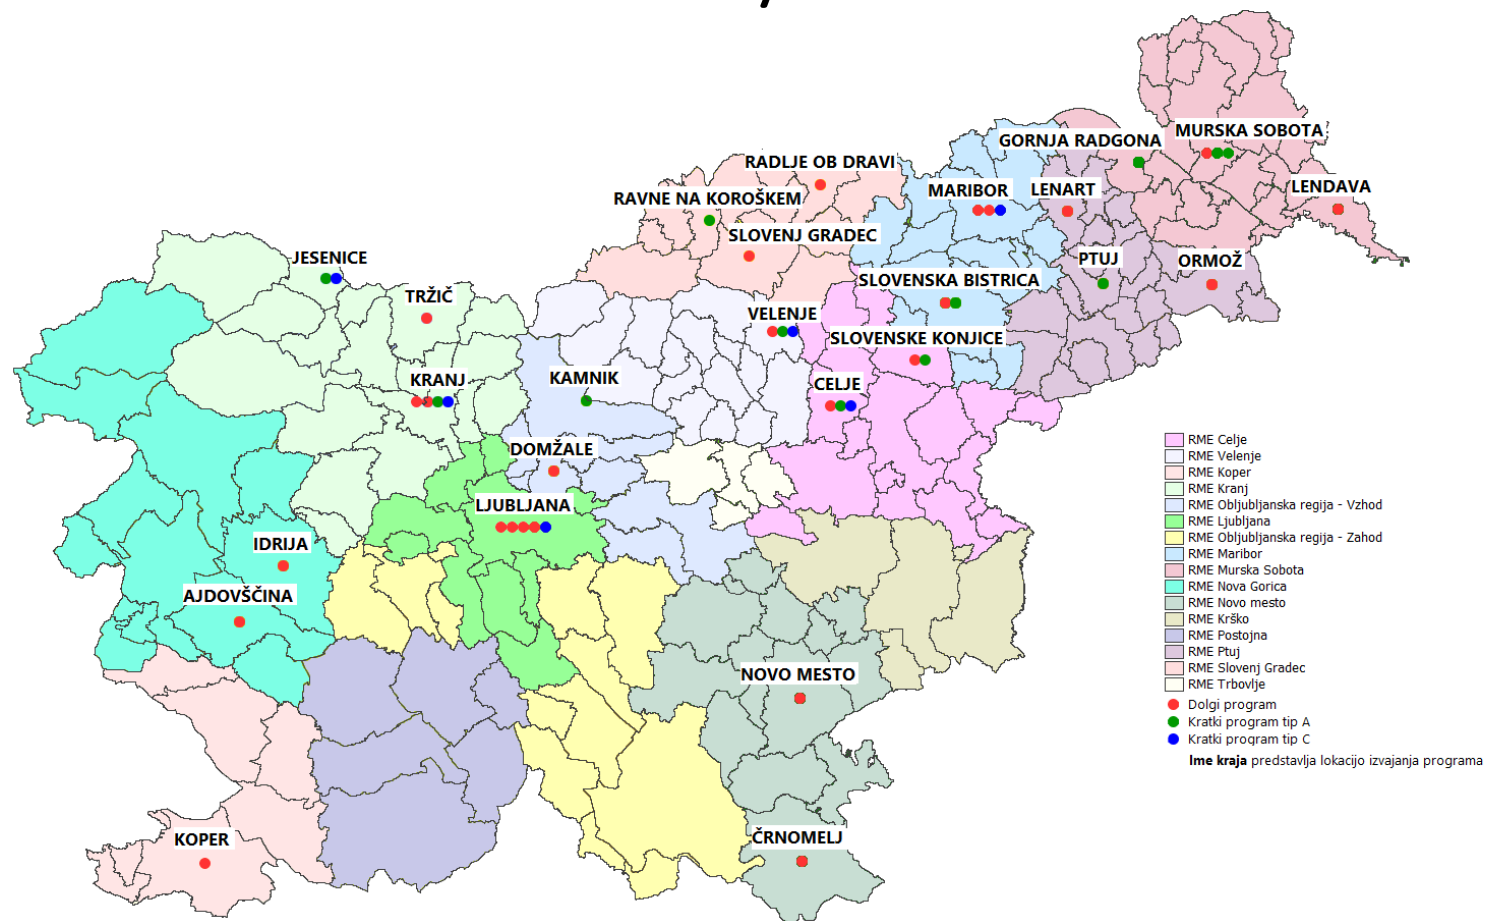 MURSKA SOBOTA
GORNJA RADGONA
RADLJE OB DRAVI
LENDAVA
MARIBOR
LENART
RAVNE NA KOROŠKEM
SLOVENJ GRADEC
JESENICE
PTUJ
ORMOŽ
SLOVENSKA BISTRICA
TRŽIČ
VELENJE
SLOVENSKE KONJICE
KRANJ
KAMNIK
CELJE
DOMŽALE
LJUBLJANA
IDRIJA
AJDOVŠČINA
NOVO MESTO
KOPER
ČRNOMELJ
RME Celje
RME Velenje
RME Koper
RME Kranj
RME Obljubljanska regija - Vzhod
RME Ljubljana
RME Obljubljanska regija - Zahod
RME Maribor
RME Murska Sobota
RME Nova Gorica
RME Novo mesto
RME Krško
RME Postojna
RME Ptuj
RME Slovenj Gradec
RME Trbovlje
Dolgi program
Kratki program tip A
Kratki program tip C
Ime kraja predstavlja lokacijo izvajanja programa